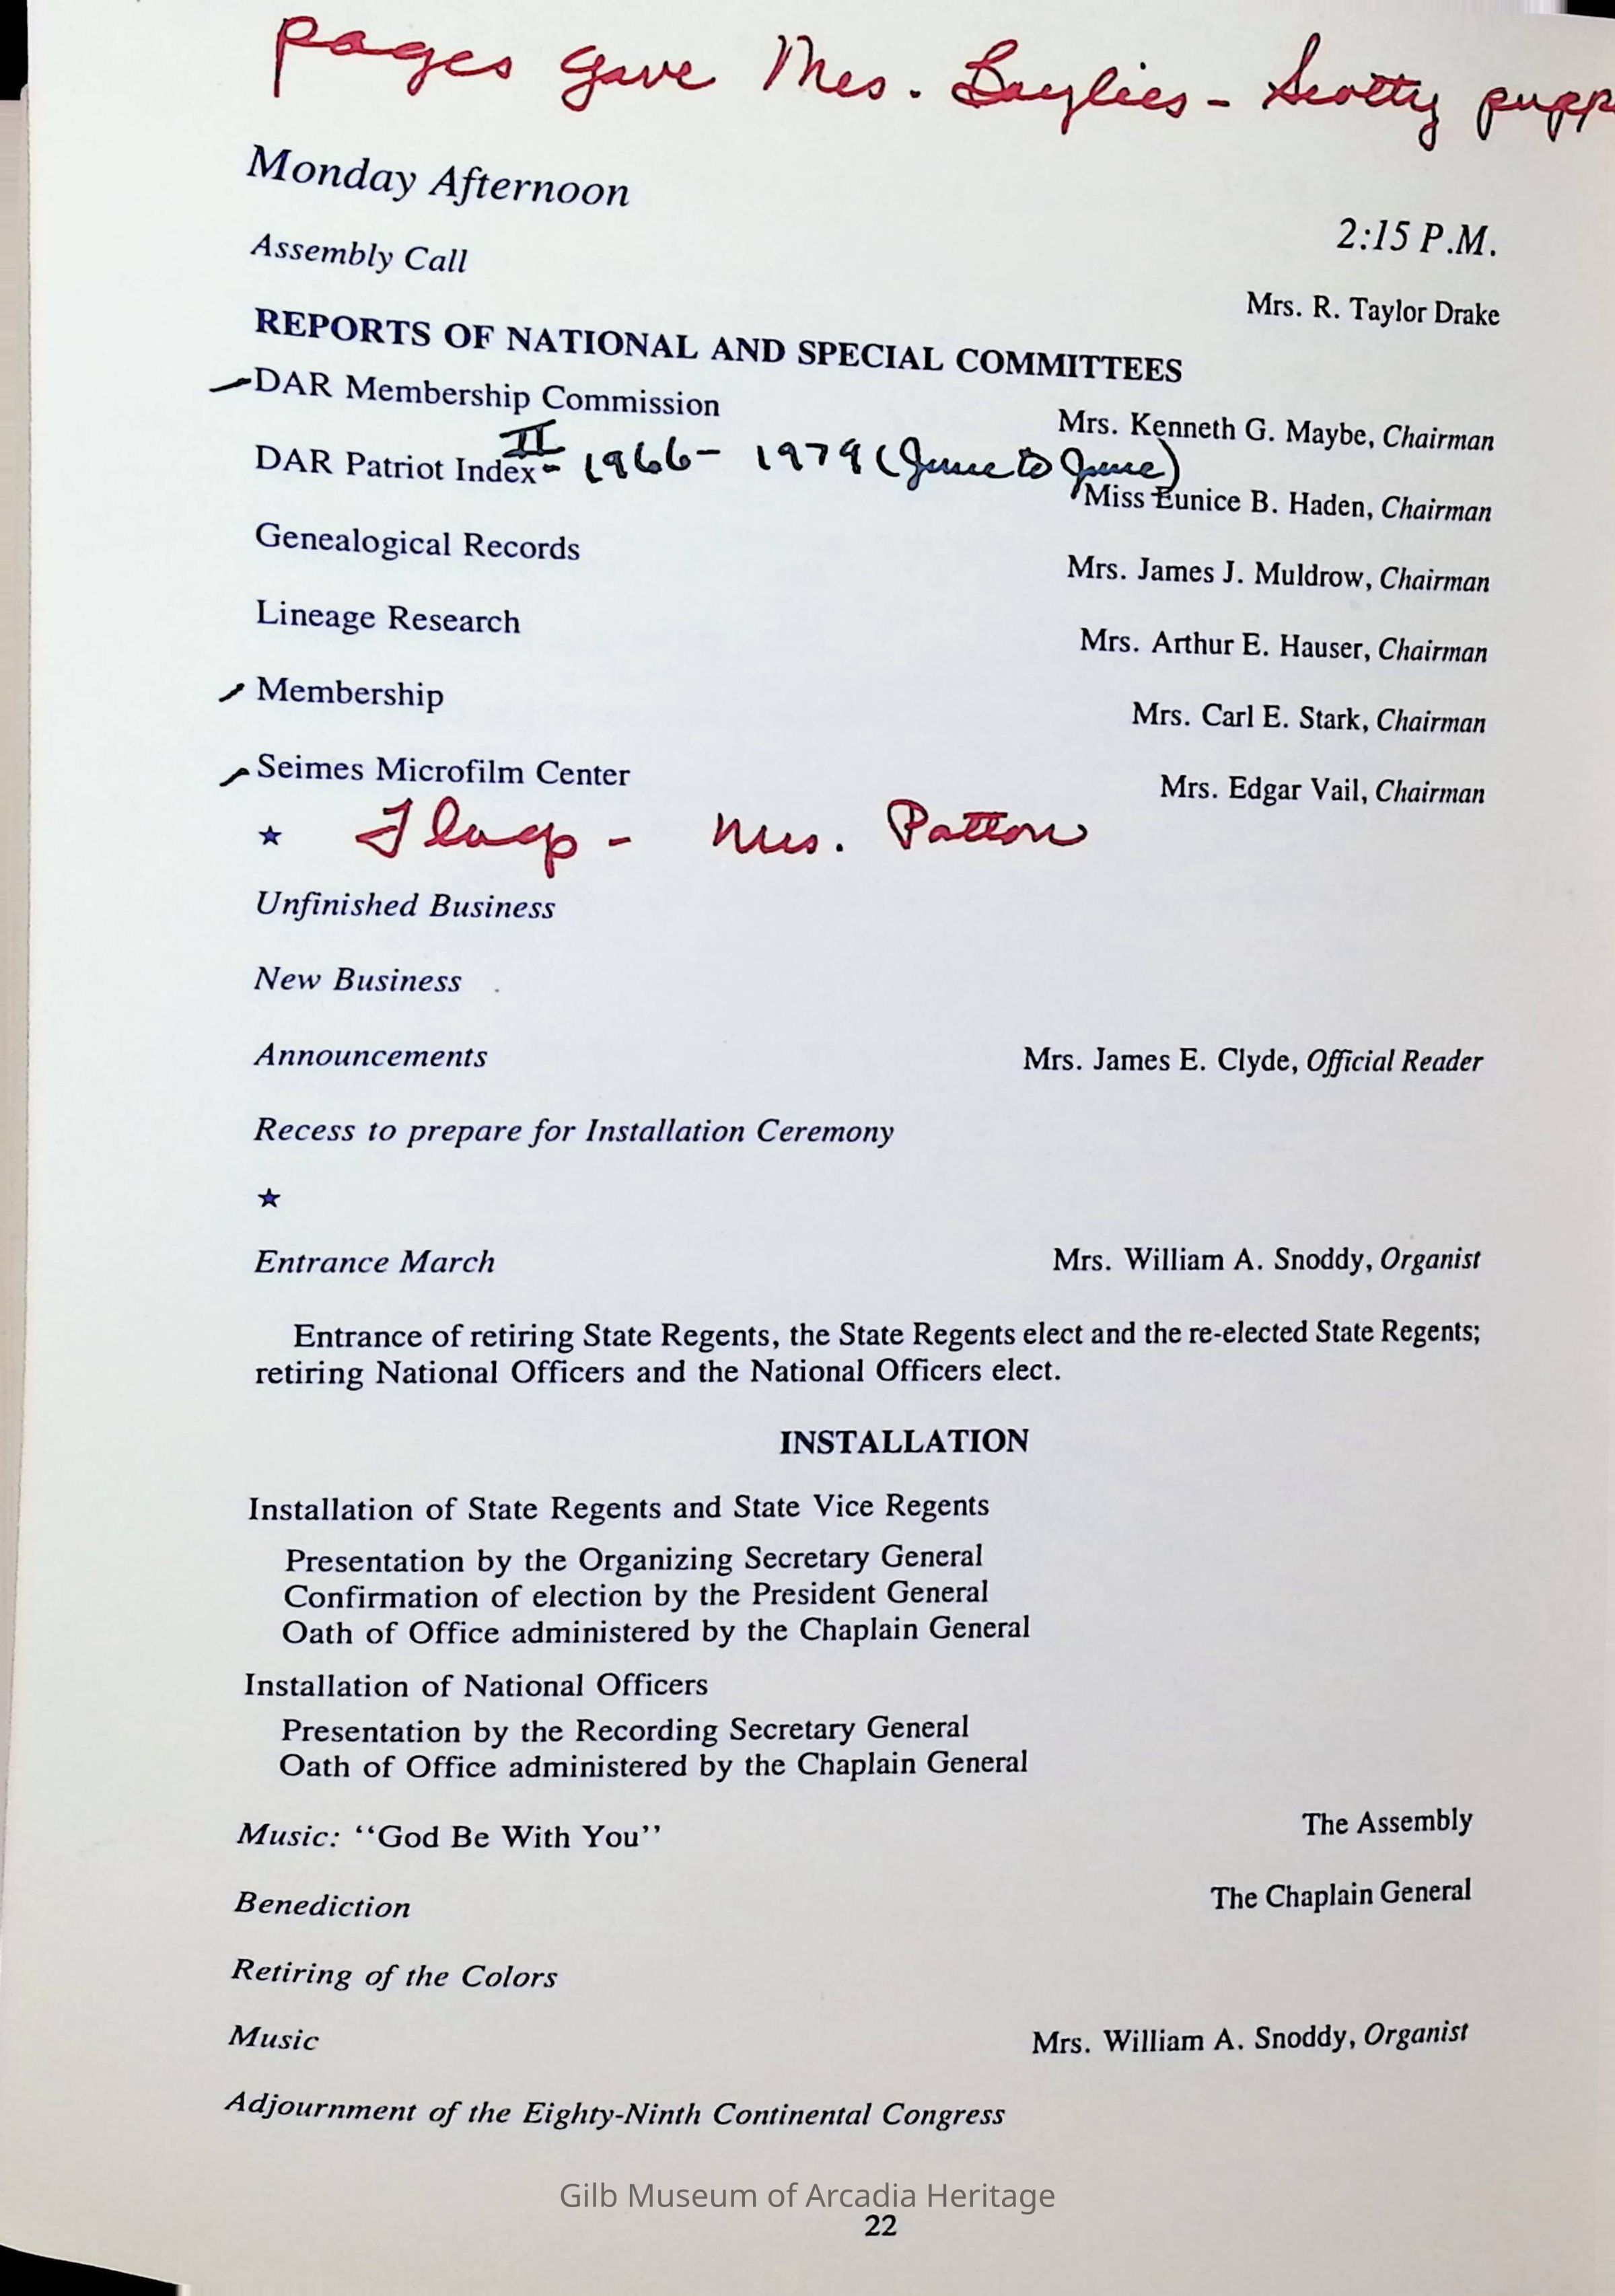 pages gave Mrs. Baylies - Scotty
Monday Afternoon
2:15 P.M.
Assembly Call
Mrs. R. Taylor Drake
REPORTS OF NATIONAL AND SPECIAL COMMITTEES
DAR Membership Commission
Mrs. Kenneth G. Maybe, Chairman
II
DAR Patriot Index - 1966 - 1979 (June to June)
Miss Eunice B. Haden, Chairman
Genealogical Records
Mrs. James J. Muldrow, Chairman
Lineage Research
Mrs. Arthur E. Hauser, Chairman
Membership
Mrs. Carl E. Stark, Chairman
Seimes Microfilm Center
Mrs. Edgar Vail, Chairman
★ - Mrs. Patton
Unfinished Business
New Business
Announcements Mrs. James E. Clyde, Official Reader
Recess to prepare for Installation Ceremony
★
Entrance March Mrs. William A. Snoddy, Organist
Entrance of retiring State Regents, the State Regents elect and the re-elected State Regents;
retiring National Officers and the National Officers elect.
INSTALLATION
Installation of State Regents and State Vice Regents
Presentation by the Organizing Secretary General
Confirmation of election by the President General
Oath of Office administered by the Chaplain General
Installation of National Officers
Presentation by the Recording Secretary General
Oath of Office administered by the Chaplain General
Music: ‘‘God Be With You’’ The Assembly
Benediction The Chaplain General
Retiring of the Colors
Music Mrs. William A. Snoddy, Organist
Adjournment of the Eighty-Ninth Continental Congress
Gilb Museum of Arcadia Heritage
22